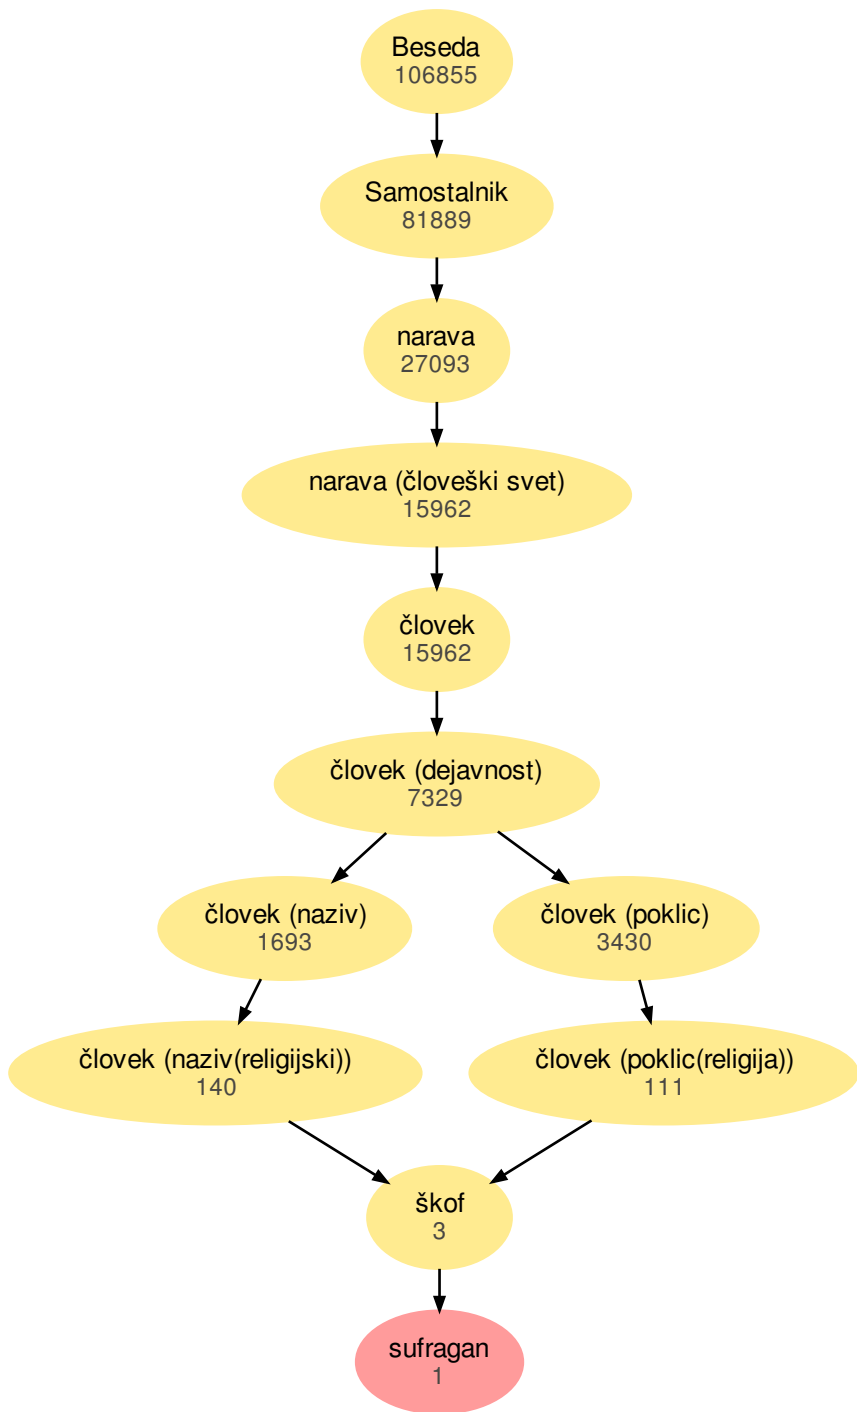 Beseda
106855
Samostalnik
81889
narava
27093
narava (človeški svet)
15962
človek
15962
človek (dejavnost)
7329
človek (naziv)
1693
človek (poklic)
3430
človek (naziv(religijski))
140
človek (poklic(religija))
111
škof
3
sufragan
1